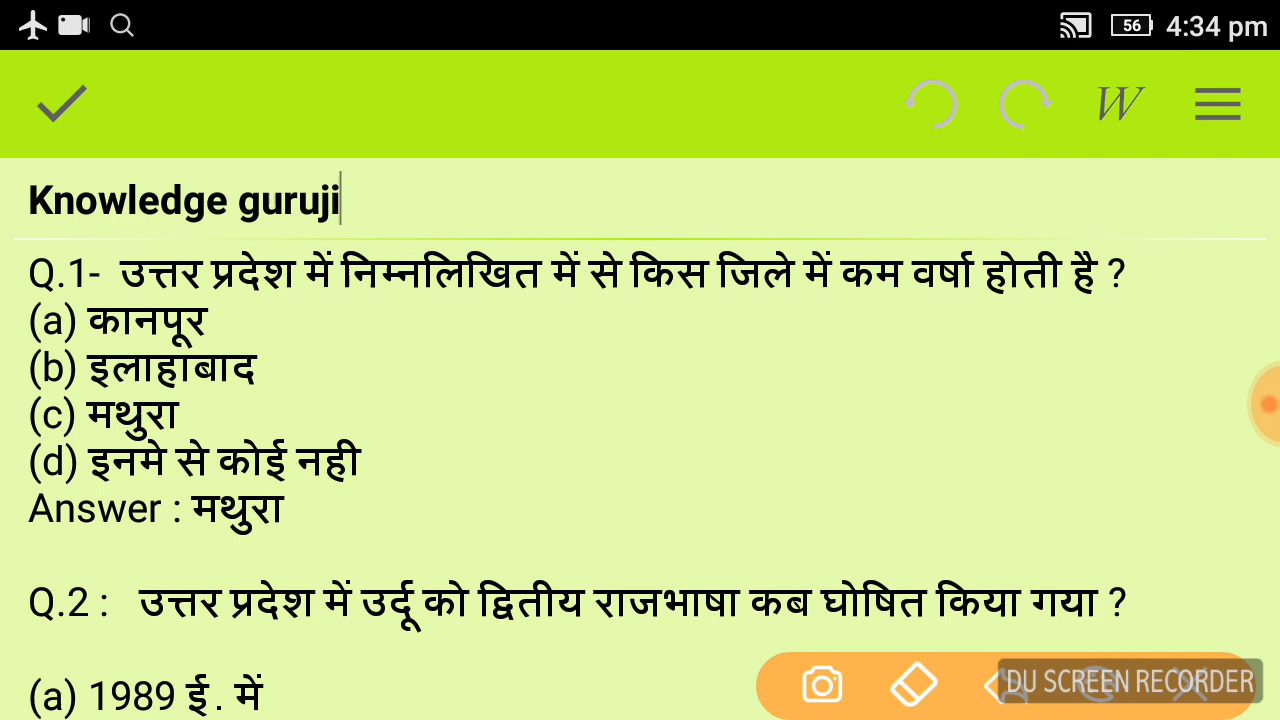 56 4:34 pm
W
Knowledge guruji
Q.1- उत्तर प्रदेश में निम्नलिखित में से किस जिले में कम वर्षा होती है ?
(a) कानपूर
(b) इलाहाबाद
(c) मथुरा
(d) इनमे से कोई नही
Answer : मथुरा
Q.2 : उत्तर प्रदेश में उर्दू को द्वितीय राजभाषा कब घोषित किया गया ?
(a) 1989 ई . में
DU SCREEN RECORDER